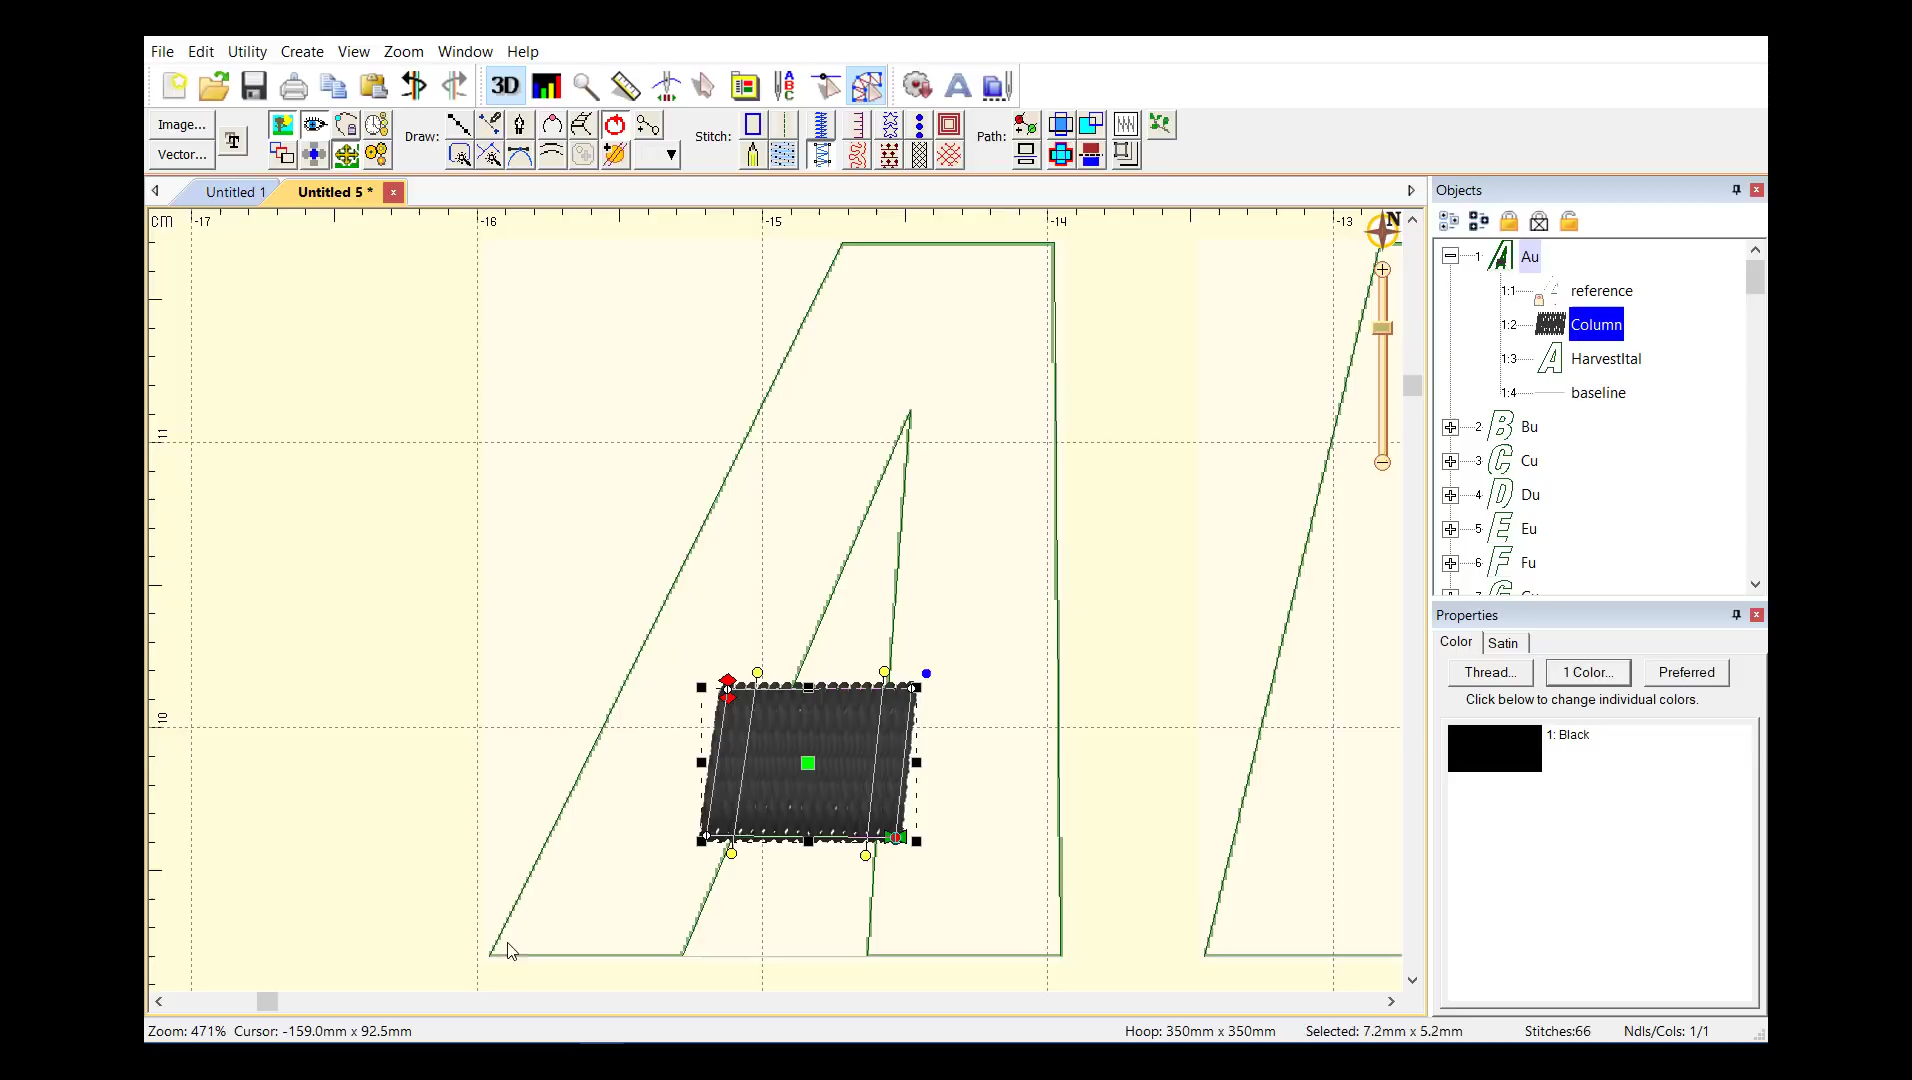 File Edit Utility Create View Zoom Window Help
3D A B C A
Image... T Draw: Stitch: Path:
Vector...
Untitled 1 Untitled 5 * x
Objects
cm -17 -16 -15 -14 -13 N
11
10
1 Au
1:1 reference
1:2 Column
1:3 HarvestItal
1:4 baseline
2 Bu
3 Cu
4 Du
5 Eu
6 Fu
Properties
Color Satin
Thread... 1 Color... Preferred
Click below to change individual colors.
1: Black
Zoom: 471% Cursor: -159.0mm x 92.5mm Hoop: 350mm x 350mm Selected: 7.2mm x 5.2mm Stitches:66 Ndls/Cols: 1/1